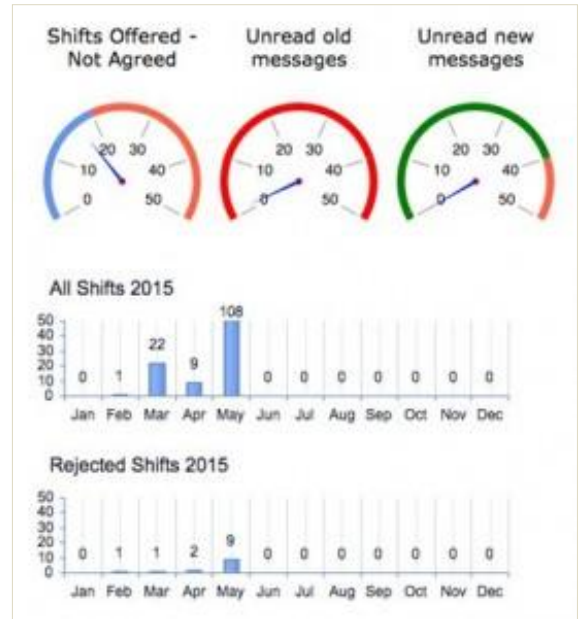 Shifts Offered -
Not Agreed
Unread old
messages
Unread new
messages
0 10 20 30 40 50
0 10 20 30 40 50
0 10 20 30 40 50
All Shifts 2015
50
40
30
20
10
0
0 1 22 9 108 0 0 0 0 0 0 0
Jan Feb Mar Apr May Jun Jul Aug Sep Oct Nov Dec
Rejected Shifts 2015
50
40
30
20
10
0
0 1 1 2 9 0 0 0 0 0 0 0
Jan Feb Mar Apr May Jun Jul Aug Sep Oct Nov Dec